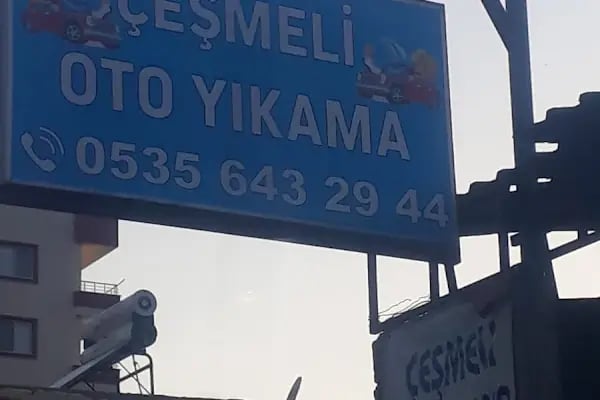 ÇEŞMELİ
OTO YIKAMA
0535 643 29 44
ÇEŞMELİ